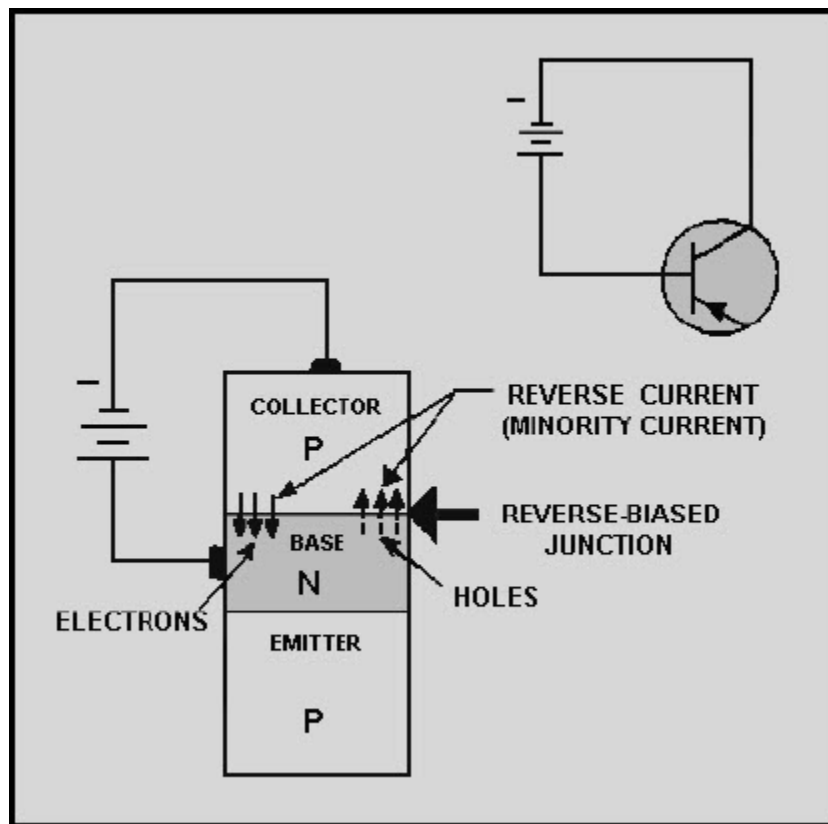 −
−
COLLECTOR
P
REVERSE CURRENT
(MINORITY CURRENT)
REVERSE-BIASED
JUNCTION
BASE
N
HOLES
ELECTRONS
EMITTER
P